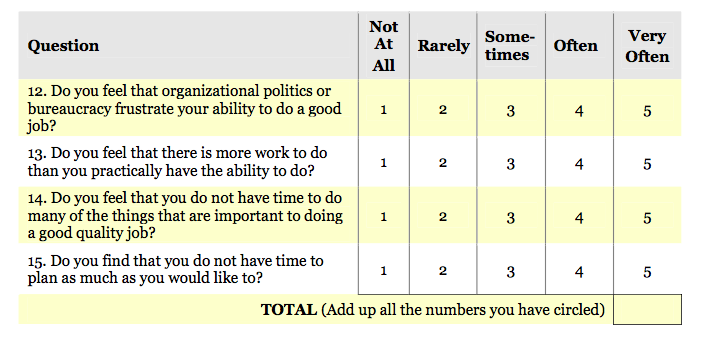 Question Not At All Rarely Some-times Often Very Often
12. Do you feel that organizational politics or
bureaucracy frustrate your ability to do a good
job?
1 2 3 4 5
13. Do you feel that there is more work to do
than you practically have the ability to do?
1 2 3 4 5
14. Do you feel that you do not have time to do
many of the things that are important to doing
a good quality job?
1 2 3 4 5
15. Do you find that you do not have time to
plan as much as you would like to?
1 2 3 4 5
TOTAL (Add up all the numbers you have circled)